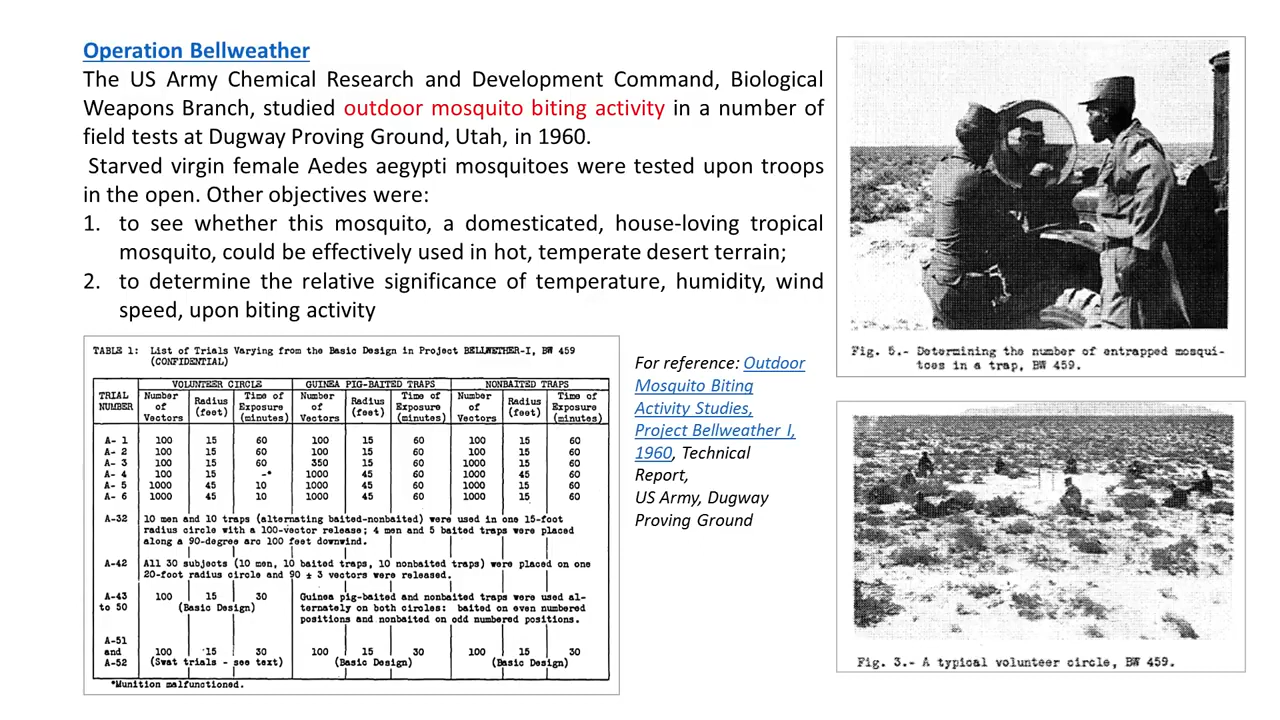 Operation Bellweather
The US Army Chemical Research and Development Command, Biological
Weapons Branch, studied outdoor mosquito biting activity in a number of
field tests at Dugway Proving Ground, Utah, in 1960.
Starved virgin female Aedes aegypti mosquitoes were tested upon troops
in the open. Other objectives were:
1. to see whether this mosquito, a domesticated, house-loving tropical
mosquito, could be effectively used in hot, temperate desert terrain;
2. to determine the relative significance of temperature, humidity, wind
speed, upon biting activity
TABLE 1: List of Trials Varying from the Basic Design in Project BELLWETHER-I, BW 459
(CONFIDENTIAL)
VOLUNTEER CIRCLE GUINEA PIG-BAITED TRAPS NONBAITED TRAPS
TRIAL Number Radius Time of Number Radius Time of Number Radius Time of
NUMBER of (feet) Exposure of (feet) Exposure of (feet) Exposure
Vectors (minutes) Vectors (minutes) Vectors (minutes)
A- 1 100 15 60 100 15 60 100 15 60
A- 2 100 15 60 100 15 60 100 15 60
A- 3 100 15 60 350 15 60 1000 15 60
A- 4 100 15 -* 1000 45 60 1000 45 60
A- 5 1000 45 10 1000 45 60 1000 15 60
A- 6 1000 45 10 1000 45 60 1000 15 60
A-32 10 men and 10 traps (alternating baited-nonbaited) were used in one 15-foot
radius circle with a 100-vector release; 4 men and 5 baited traps were placed
along a 90-degree arc 100 feet downwind.
A-42 All 30 subjects (10 men, 10 baited traps, 10 nonbaited traps) were placed on one
20-foot radius circle and 90 ± 3 vectors were released.
A-43 100 15 30 Guinea pig-baited and nonbaited traps were used al-
to 50 (Basic Design) ternately on both circles: baited on even numbered
positions and nonbaited on odd numbered positions.
A-51
and 100 15 30 100 15 30 100 15 30
A-52 (Swat trials - see text) (Basic Design) (Basic Design)
*Munition malfunctioned.
For reference: Outdoor
Mosquito Biting
Activity Studies,
Project Bellweather I,
1960, Technical
Report,
US Army, Dugway
Proving Ground
Fig. 5.- Determining the number of entrapped mosqui-
toes in a trap, BW 459.
Fig. 3.- A typical volunteer circle, BW 459.